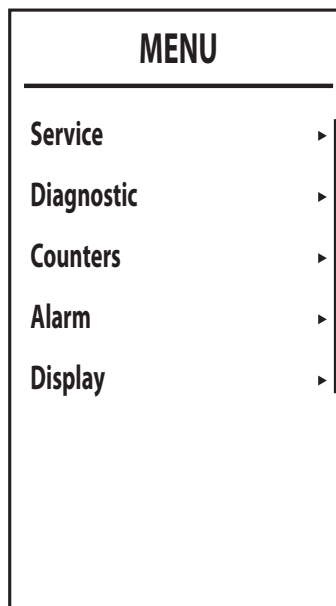 MENU
Service
Diagnostic
Counters
Alarm
Display